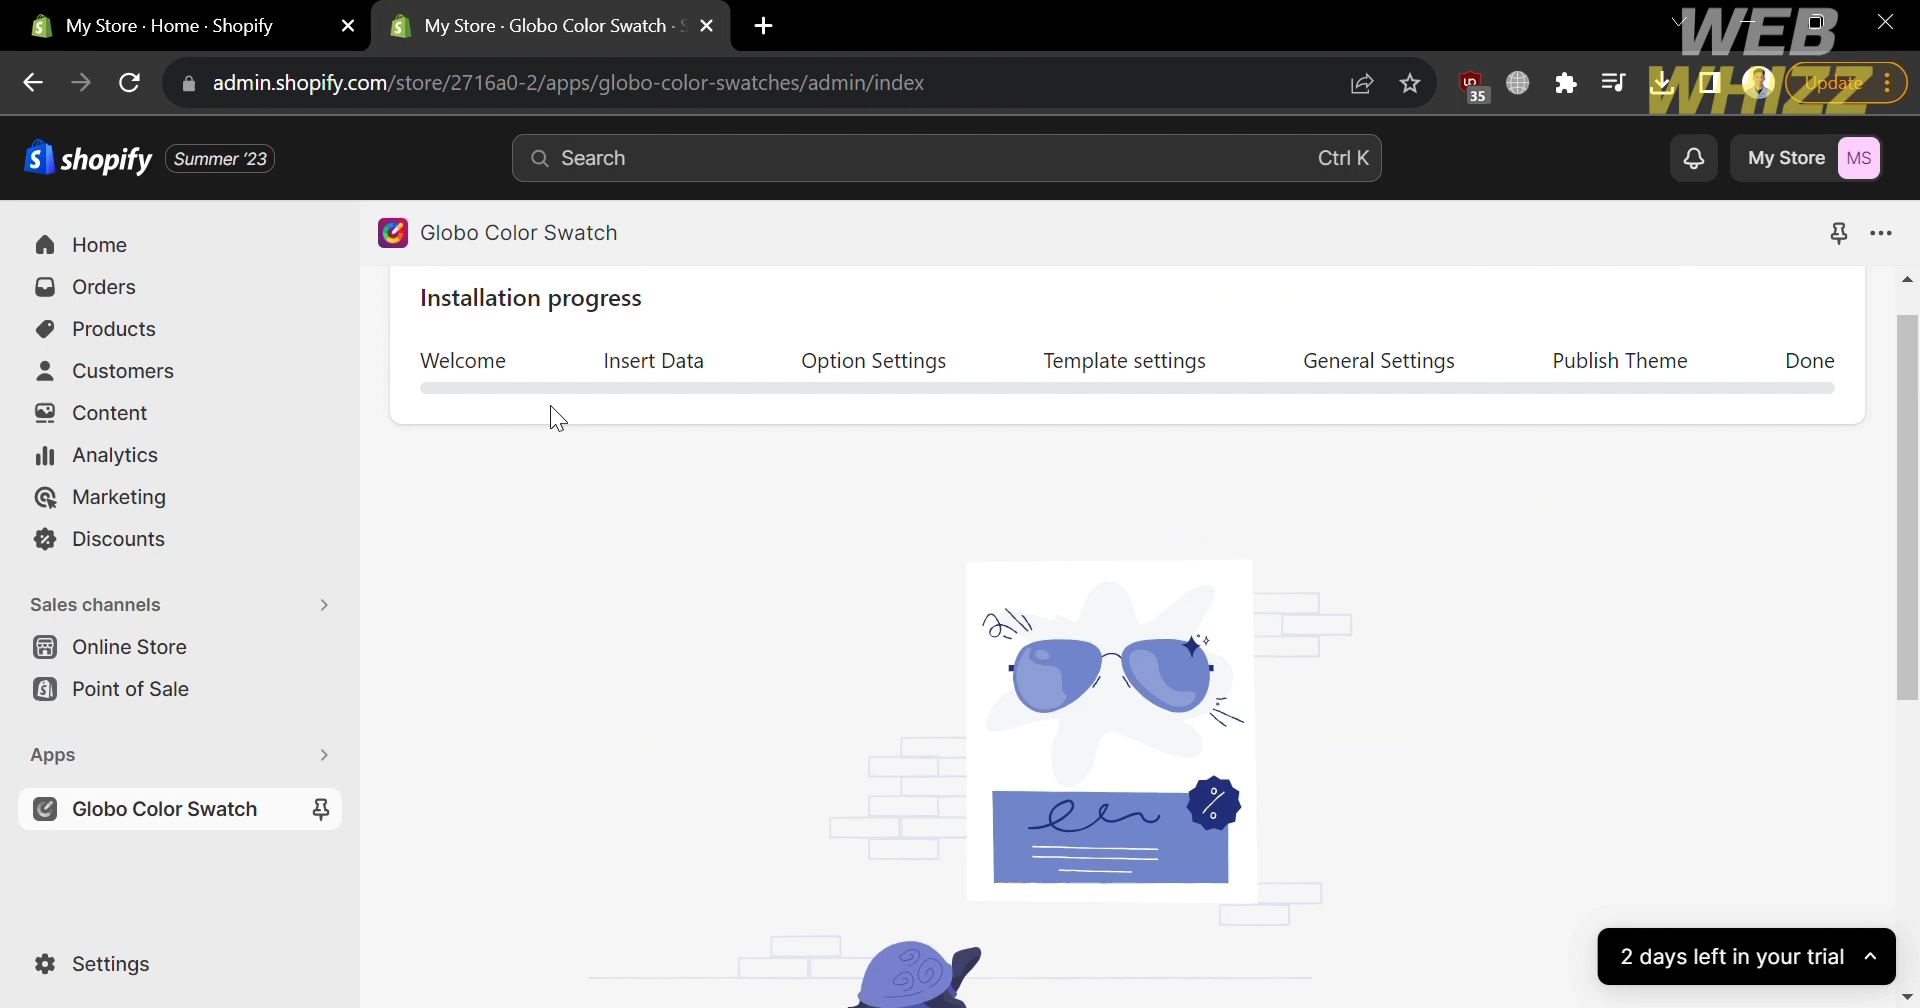 My Store · Home · Shopify
My Store · Globo Color Swatch · S
WEB
WHIZZ
admin.shopify.com/store/2716a0-2/apps/globo-color-swatches/admin/index
35
Update
shopify
Summer '23
Search
Ctrl K
My Store
MS
Home
Orders
Products
Customers
Content
Analytics
Marketing
Discounts
Sales channels
Online Store
Point of Sale
Apps
Globo Color Swatch
Settings
Globo Color Swatch
Installation progress
Welcome
Insert Data
Option Settings
Template settings
General Settings
Publish Theme
Done
%
2 days left in your trial